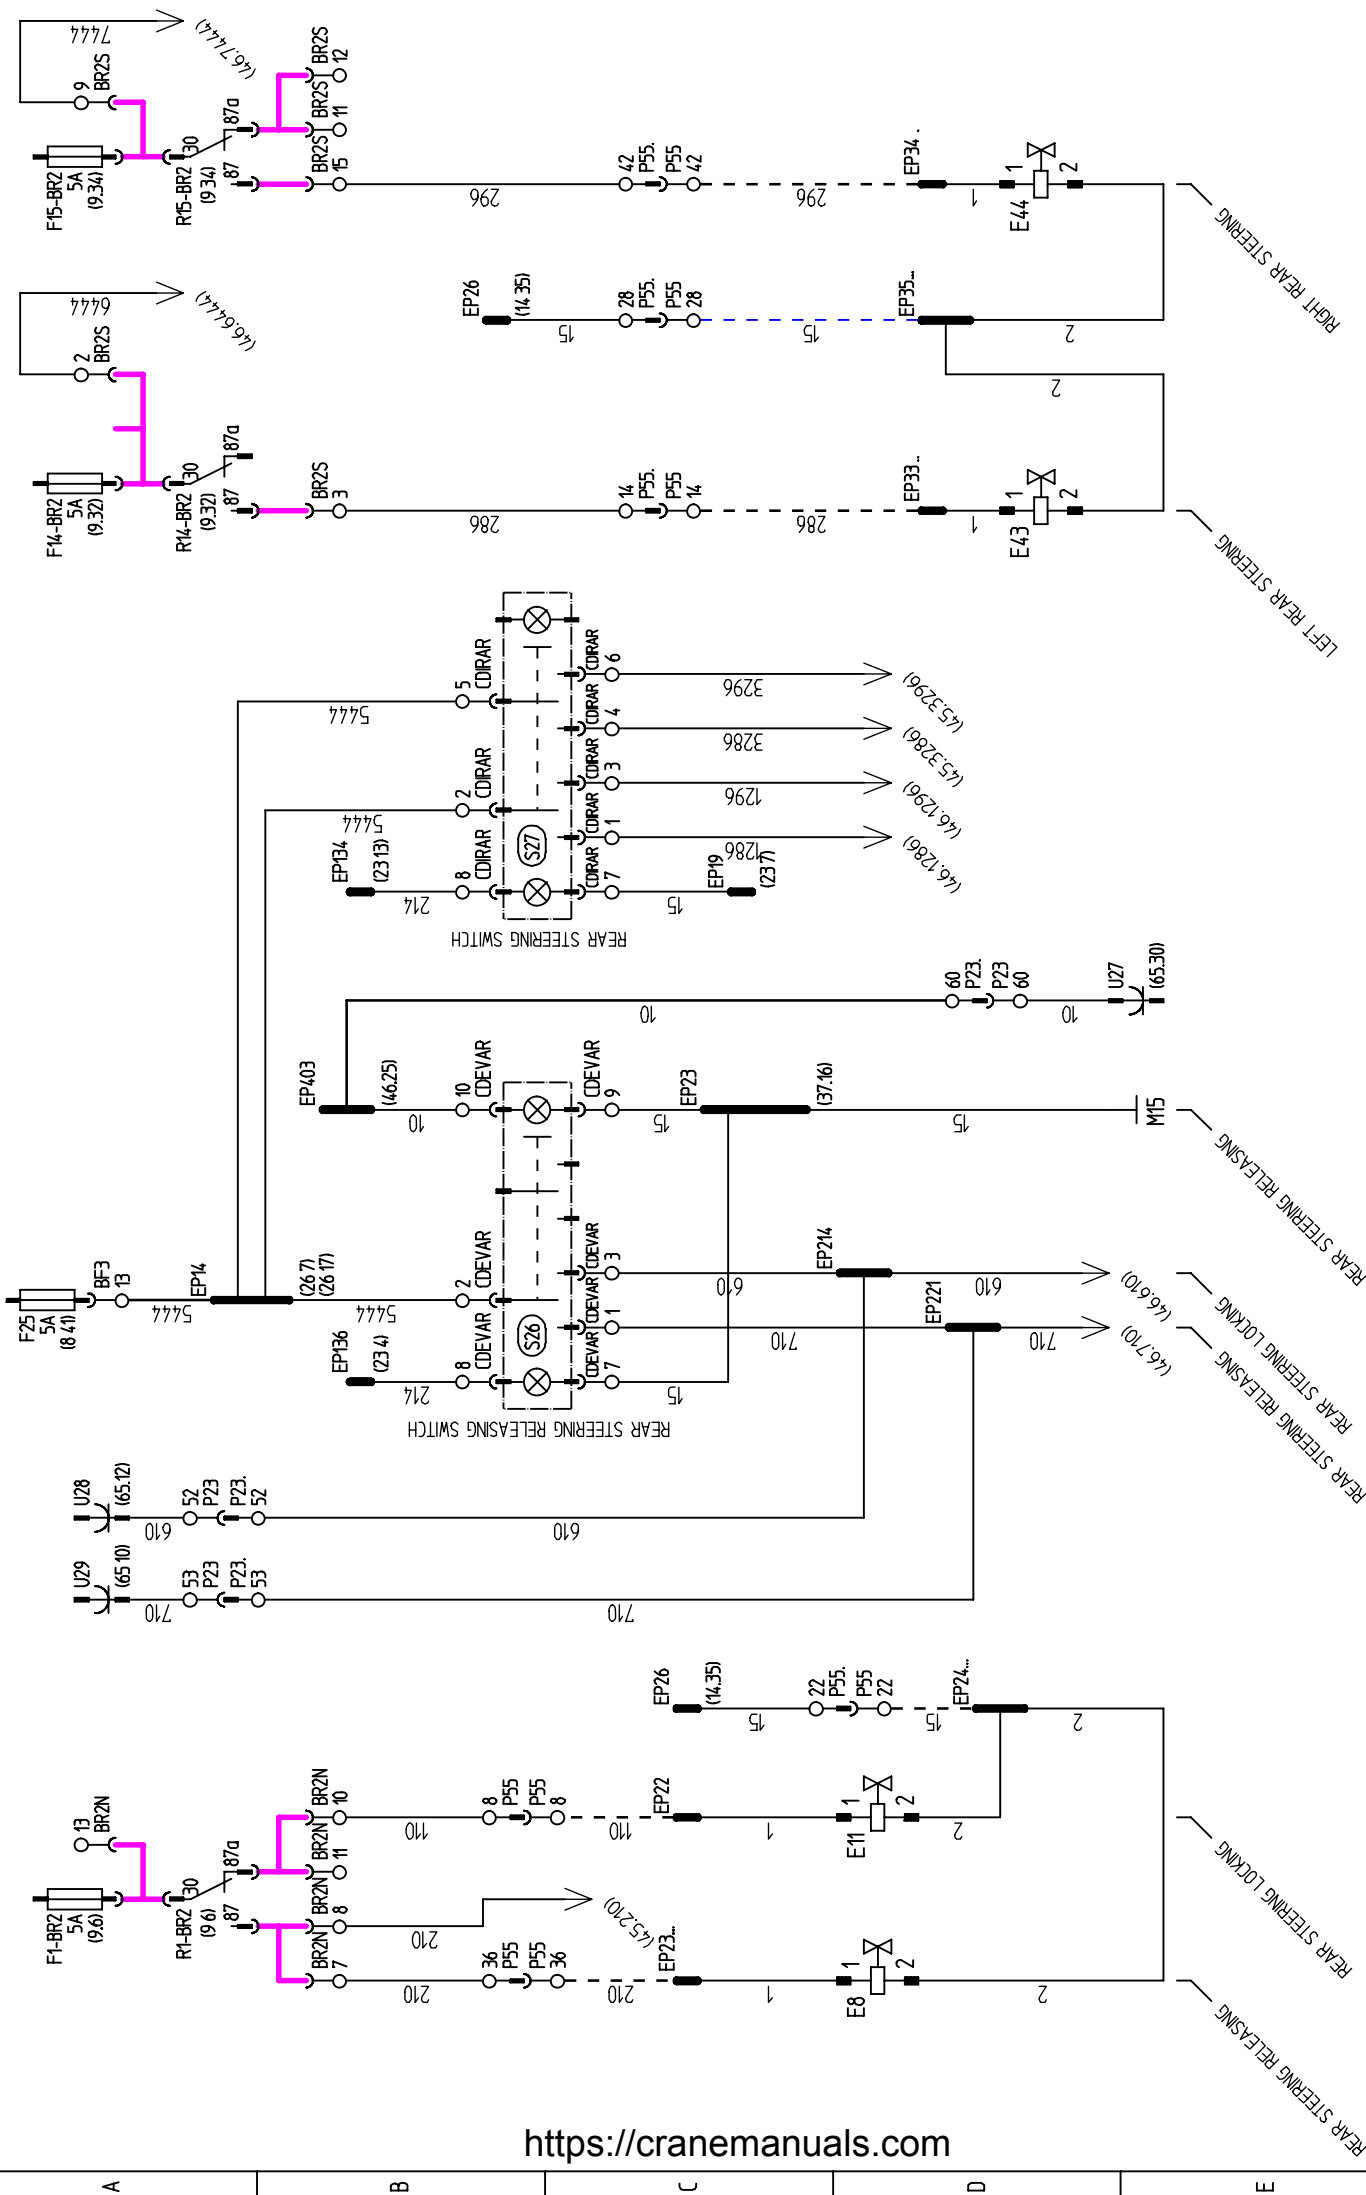 7444
(46.7444)
9
BR2S
F15-BR2
5A
(9.34)
R15-BR2
(9 34)
30
87
87a
BR2S
15
BR2S
11
BR2S
12
296
42
P55.
P55
42
296
EP34 .
1
E44
1
2
RIGHT REAR STEERING
6444
(46.6444)
2
BR2S
EP26
(14 35)
15
28
P55.
P55
28
15
EP35...
2
2
F14-BR2
5A
(9.32)
R14-BR2
(9.32)
30
87
87a
BR2S
3
286
14
P55.
P55
14
286
EP33...
1
E43
1
2
LEFT REAR STEERING
5444
5
CDIRAR
5444
2
CDIRAR
EP134
(23 13)
214
8
CDIRAR
S27
CDIRAR
6
3296
(45.3296)
CDIRAR
4
3286
(45.3286)
CDIRAR
3
1296
(46.1296)
CDIRAR
1
1286
(46.1286)
CDIRAR
7
15
EP19
(23 7)
REAR STEERING SWITCH
10
60
P23.
P23
60
10
U27
(65.30)
EP403
(46.25)
10
10
CDEVAR
CDEVAR
9
15
EP23
(37.16)
15
M15
REAR STEERING RELEASING
F25
5A
(8 41)
BF3
13
5444
EP14
(26 7)
(26 17)
5444
2
CDEVAR
EP136
(23 4)
214
8
CDEVAR
S26
CDEVAR
3
610
EP214
610
(46.610)
REAR STEERING LOCKING
CDEVAR
1
710
EP221
710
(46.710)
REAR STEERING RELEASING
CDEVAR
7
15
REAR STEERING RELEASING SWITCH
U28
(65.12)
610
52
P23
P23.
52
610
U29
(65 10)
710
53
P23
P23.
53
710
EP26
(14.35)
15
22
P55.
P55
22
15
EP24...
2
13
BR2N
F1-BR2
5A
(9.6)
R1-BR2
(9 6)
30
87
87a
BR2N
10
110
8
P55
P55
8
110
EP22
1
E11
1
2
2
REAR STEERING LOCKING
BR2N
11
BR2N
8
210
(45.210)
BR2N
7
210
36
P55
P55
36
210
EP23...
1
E8
1
2
2
REAR STEERING RELEASING
https://cranemanuals.com
A
B
C
D
E